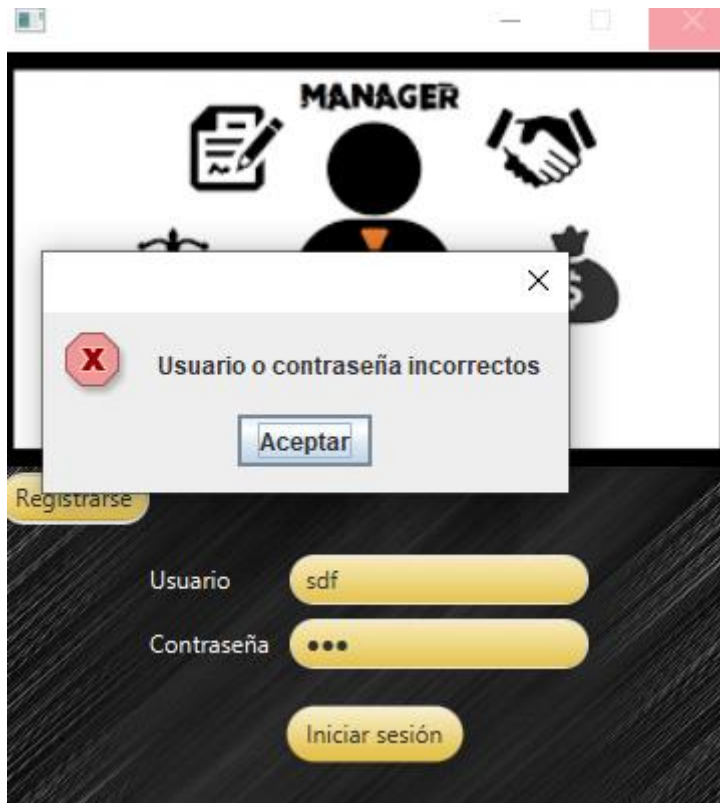 MANAGER
$
Usuario o contraseña incorrectos
Aceptar
Registrarse
Usuario
sdf
Contraseña
•••
Iniciar sesión